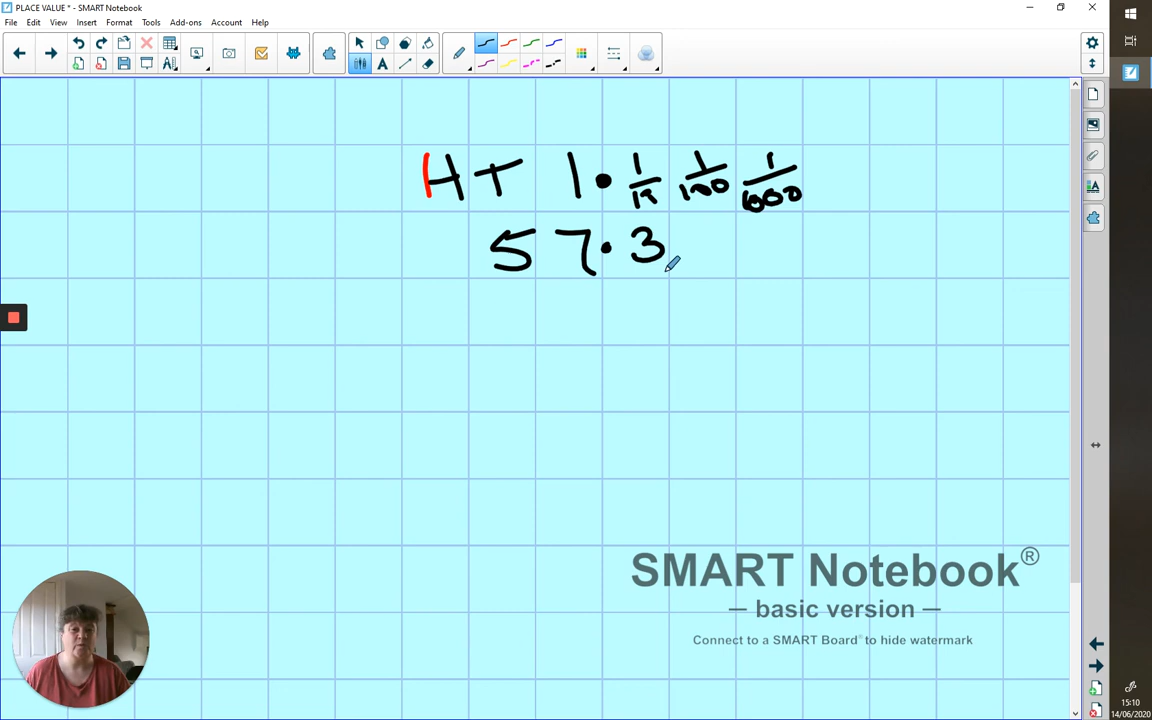 PLACE VALUE * - SMART Notebook
File Edit View Insert Format Tools Add-ons Account Help
H T 1 . 1/10 1/100 1/1000
57.3
SMART Notebook®
— basic version —
Connect to a SMART Board® to hide watermark
15:10
14/06/2020